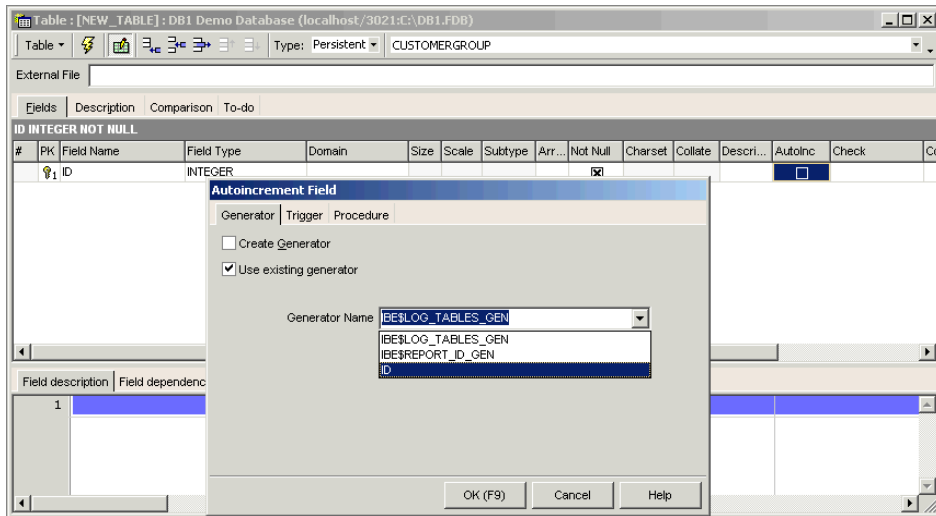 Table : [NEW_TABLE] : DB1 Demo Database (localhost/3021:C:\DB1.FDB)
Table Type: Persistent CUSTOMERGROUP
External File
Fields Description Comparison To-do
ID INTEGER NOT NULL
# PK Field Name Field Type Domain Size Scale Subtype Arr... Not Null Charset Collate Descri... AutoInc Check Co
1 ID INTEGER
Autoincrement Field
Generator Trigger Procedure
Create Generator
Use existing generator
Generator Name IBE$LOG_TABLES_GEN
IBE$LOG_TABLES_GEN
IBE$REPORT_ID_GEN
ID
Field description Field dependenc
1
OK (F9) Cancel Help